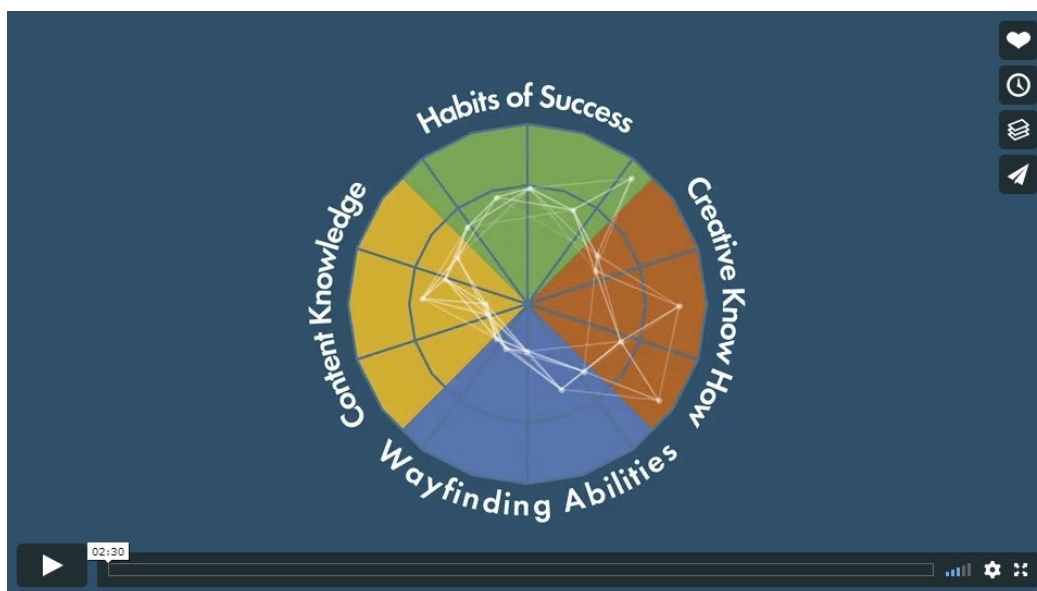 Habits of Success
Creative Know How
Content Knowledge
Wayfinding Abilities
02:30